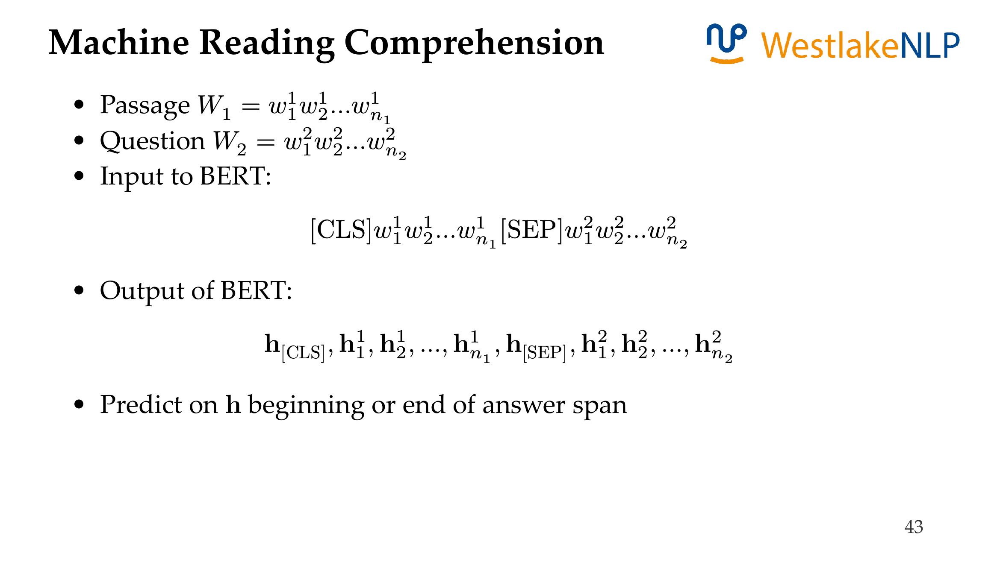 Machine Reading Comprehension
WestlakeNLP
• Passage $W_1 = w_1^1 w_2^1 ... w_{n_1}^1$
• Question $W_2 = w_1^2 w_2^2 ... w_{n_2}^2$
• Input to BERT:
$[\mathrm{CLS}] w_1^1 w_2^1 ... w_{n_1}^1 [\mathrm{SEP}] w_1^2 w_2^2 ... w_{n_2}^2$
• Output of BERT:
$\mathbf{h}_{[\mathrm{CLS}]}, \mathbf{h}_1^1, \mathbf{h}_2^1, ..., \mathbf{h}_{n_1}^1, \mathbf{h}_{[\mathrm{SEP}]}, \mathbf{h}_1^2, \mathbf{h}_2^2, ..., \mathbf{h}_{n_2}^2$
• Predict on $\mathbf{h}$ beginning or end of answer span
43